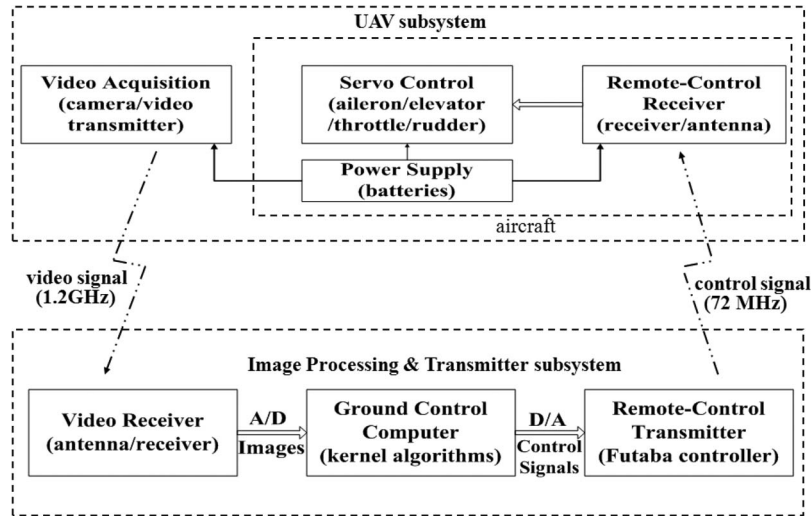 UAV subsystem
Video Acquisition
(camera/video
transmitter)
Servo Control
(aileron/elevator
/throttle/rudder)
Remote-Control
Receiver
(receiver/antenna)
Power Supply
(batteries)
aircraft
video signal
(1.2GHz)
control signal
(72 MHz)
Image Processing & Transmitter subsystem
Video Receiver
(antenna/receiver)
A/D
Images
Ground Control
Computer
(kernel algorithms)
D/A
Control
Signals
Remote-Control
Transmitter
(Futaba controller)